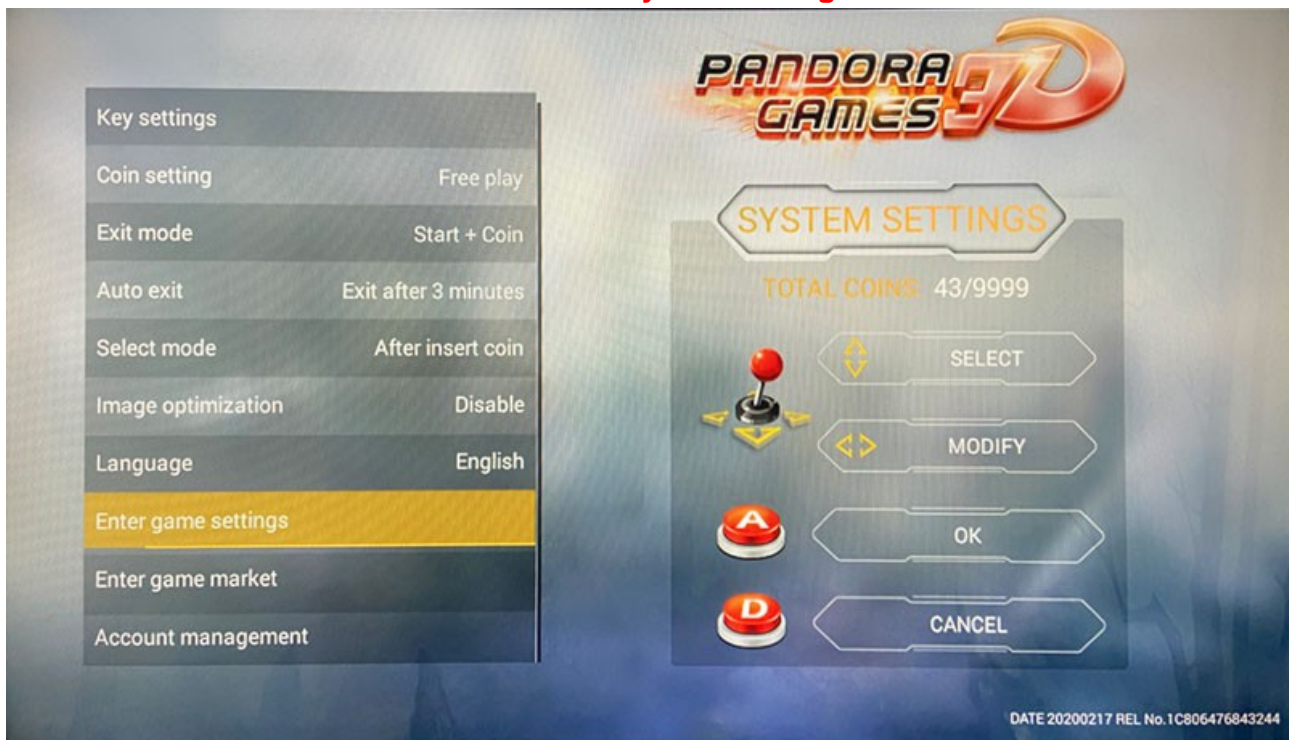 Key settings
Coin setting Free play
Exit mode Start + Coin
Auto exit Exit after 3 minutes
Select mode After insert coin
Image optimization Disable
Language English
Enter game settings
Enter game market
Account management
PANDORA
GAMES 3D
SYSTEM SETTINGS
TOTAL COINS: 43/9999
SELECT
MODIFY
A OK
D CANCEL
DATE 20200217 REL No.1C806476843244